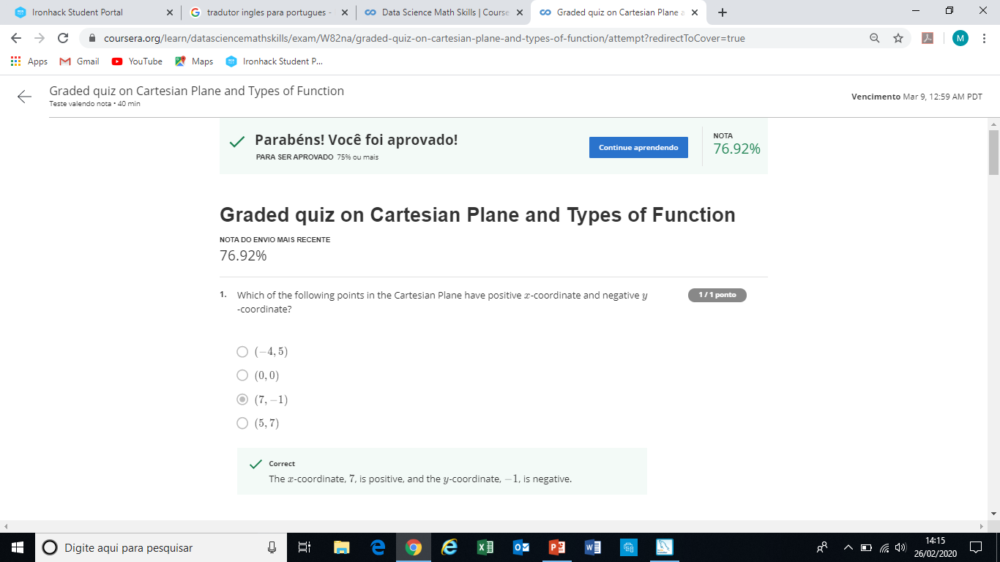 Ironhack Student Portal
tradutor ingles para portugues -
Data Science Math Skills | Course
Graded quiz on Cartesian Plane a
coursera.org/learn/datasciencemathskills/exam/W82na/graded-quiz-on-cartesian-plane-and-types-of-function/attempt?redirectToCover=true
M
Apps
Gmail
YouTube
Maps
Ironhack Student P...
Graded quiz on Cartesian Plane and Types of Function
Teste valendo nota • 40 min
Vencimento Mar 9, 12:59 AM PDT
Parabéns! Você foi aprovado!
PARA SER APROVADO 75% ou mais
Continue aprendendo
NOTA
76.92%
Graded quiz on Cartesian Plane and Types of Function
NOTA DO ENVIO MAIS RECENTE
76.92%
1. Which of the following points in the Cartesian Plane have positive x-coordinate and negative y
-coordinate?
1 / 1 ponto
(−4, 5)
(0, 0)
(7, −1)
(5, 7)
Correct
The x-coordinate, 7, is positive, and the y-coordinate, −1, is negative.
Digite aqui para pesquisar
14:15
26/02/2020